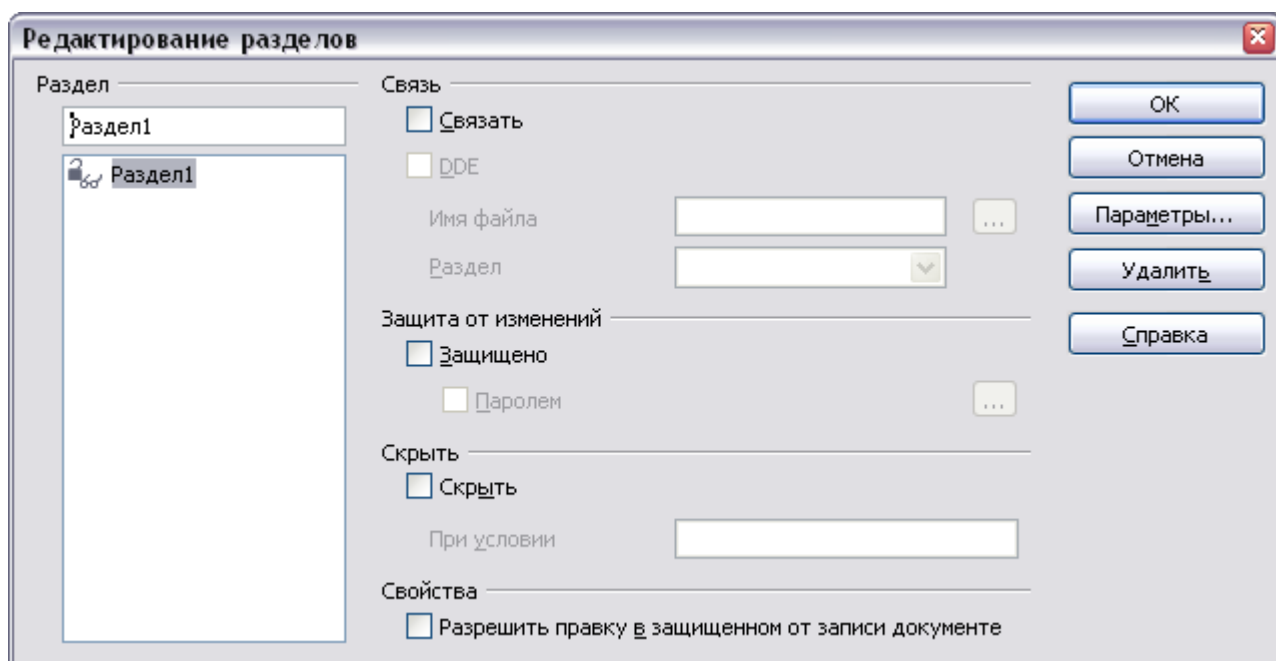 Редактирование разделов
Раздел
Раздел1
Раздел1
Связь
Связать
DDE
Имя файла
...
Раздел
Защита от изменений
Защищено
Паролем
...
Скрыть
Скрыть
При условии
Свойства
Разрешить правку в защищенном от записи документе
ОК
Отмена
Параметры...
Удалить
Справка